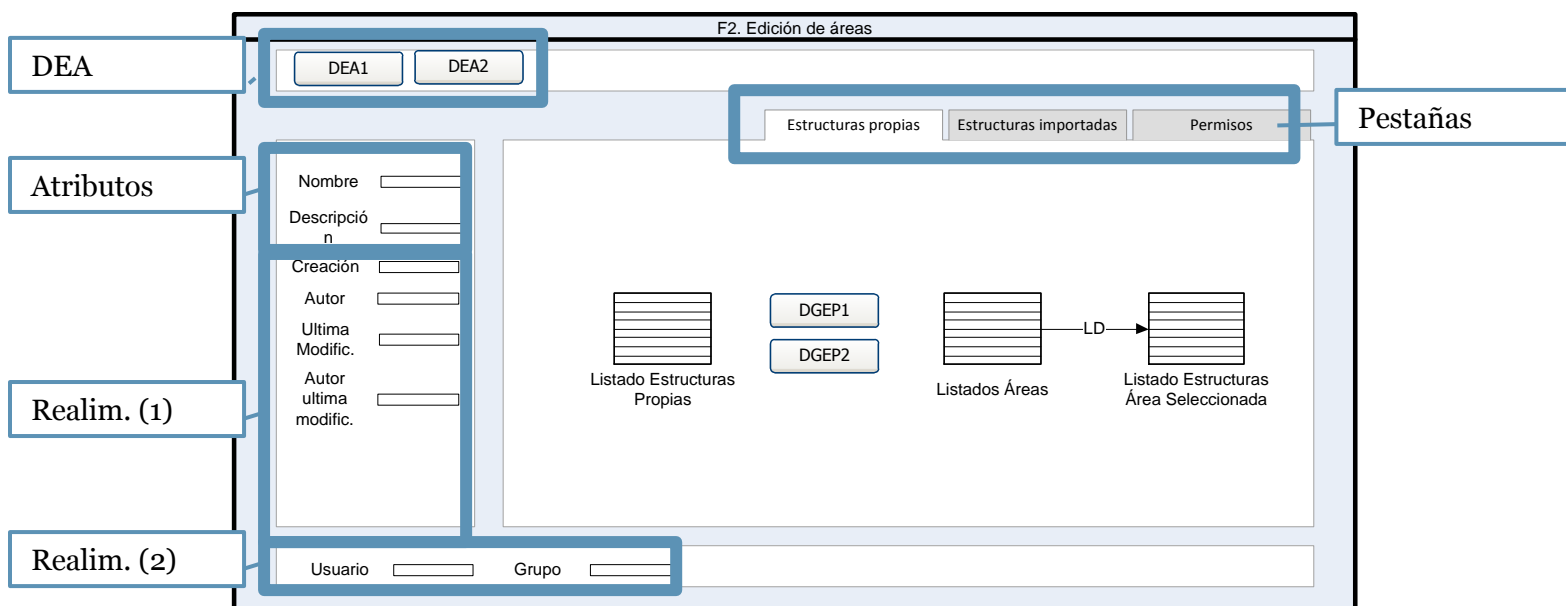 F2. Edición de áreas
DEA
DEA1
DEA2
Pestañas
Estructuras propias
Estructuras importadas
Permisos
Atributos
Nombre
Descripció
n
Creación
Autor
Ultima
Modific.
Autor
ultima
modific.
Realim. (1)
DGEP1
DGEP2
LD
Listado Estructuras
Propias
Listados Áreas
Listado Estructuras
Área Seleccionada
Realim. (2)
Usuario
Grupo